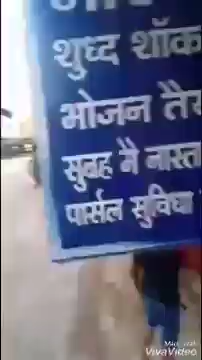 शुध्द शॉका
भोजन तै
सुबह मै नास्त
पार्सल सुविधा
Made with
VivaVideo